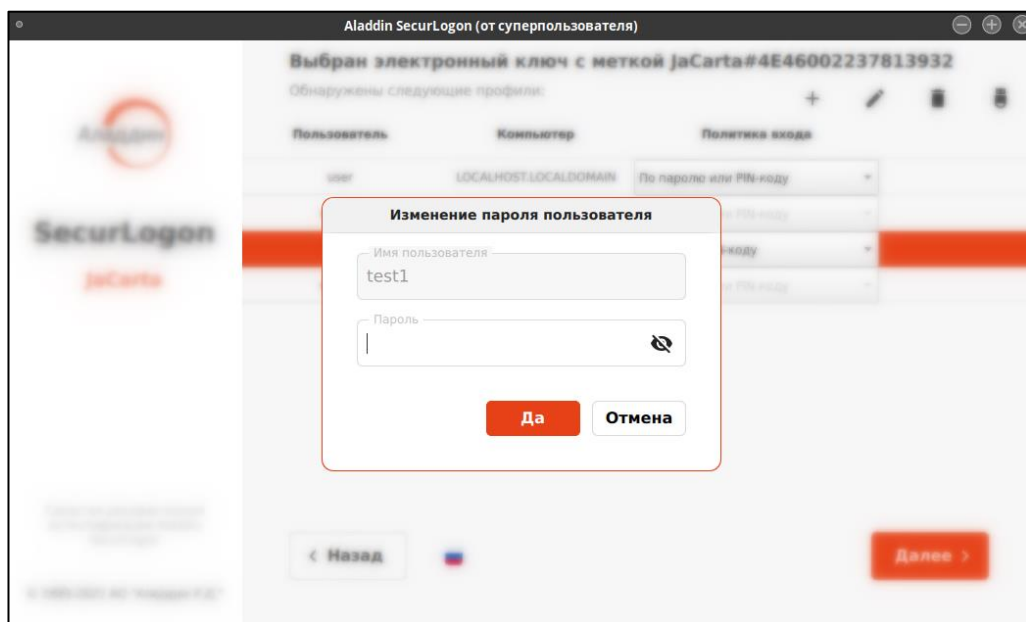 Aladdin SecurLogon (от суперпользователя)
Выбран электронный ключ с меткой JaCarta#4E46002237813932
Обнаружены следующие профили:
Аладдин
Пользователь Компьютер Политика входа
user LOCALHOST.LOCALDOMAIN По паролю или PIN-коду
SecurLogon
JaCarta
Изменение пароля пользователя
Имя пользователя
test1
Пароль
Да Отмена
< Назад Далее >